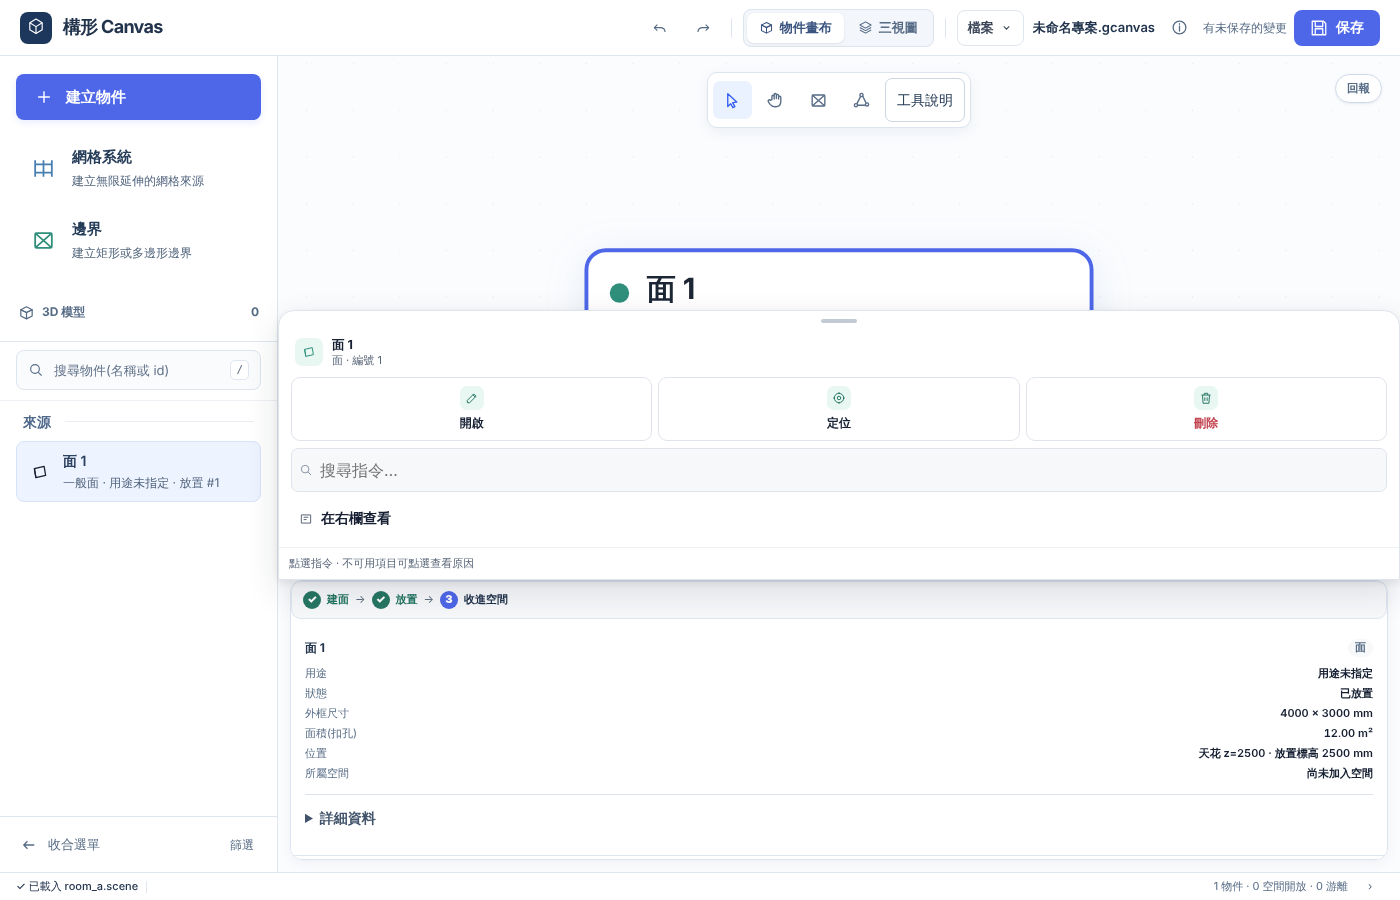 構形 Canvas
物件畫布
三視圖
檔案
未命名專案.gcanvas
有未保存的變更
保存
建立物件
網格系統
建立無限延伸的網格來源
邊界
建立矩形或多邊形邊界
3D 模型
0
搜尋物件(名稱或 id)
/
來源
面 1
一般面 · 用途未指定 · 放置 #1
收合選單
篩選
工具說明
回報
面 1
面 1
面 · 編號 1
開啟
定位
刪除
搜尋指令...
在右欄查看
點選指令 · 不可用項目可點選查看原因
建面 → 放置 → 3 收進空間
面 1
面
用途
用途未指定
狀態
已放置
外框尺寸
4000 × 3000 mm
面積(扣孔)
12.00 m²
位置
天花 z=2500 · 放置標高 2500 mm
所屬空間
尚未加入空間
詳細資料
已載入 room_a.scene
1 物件 · 0 空間開放 · 0 游離